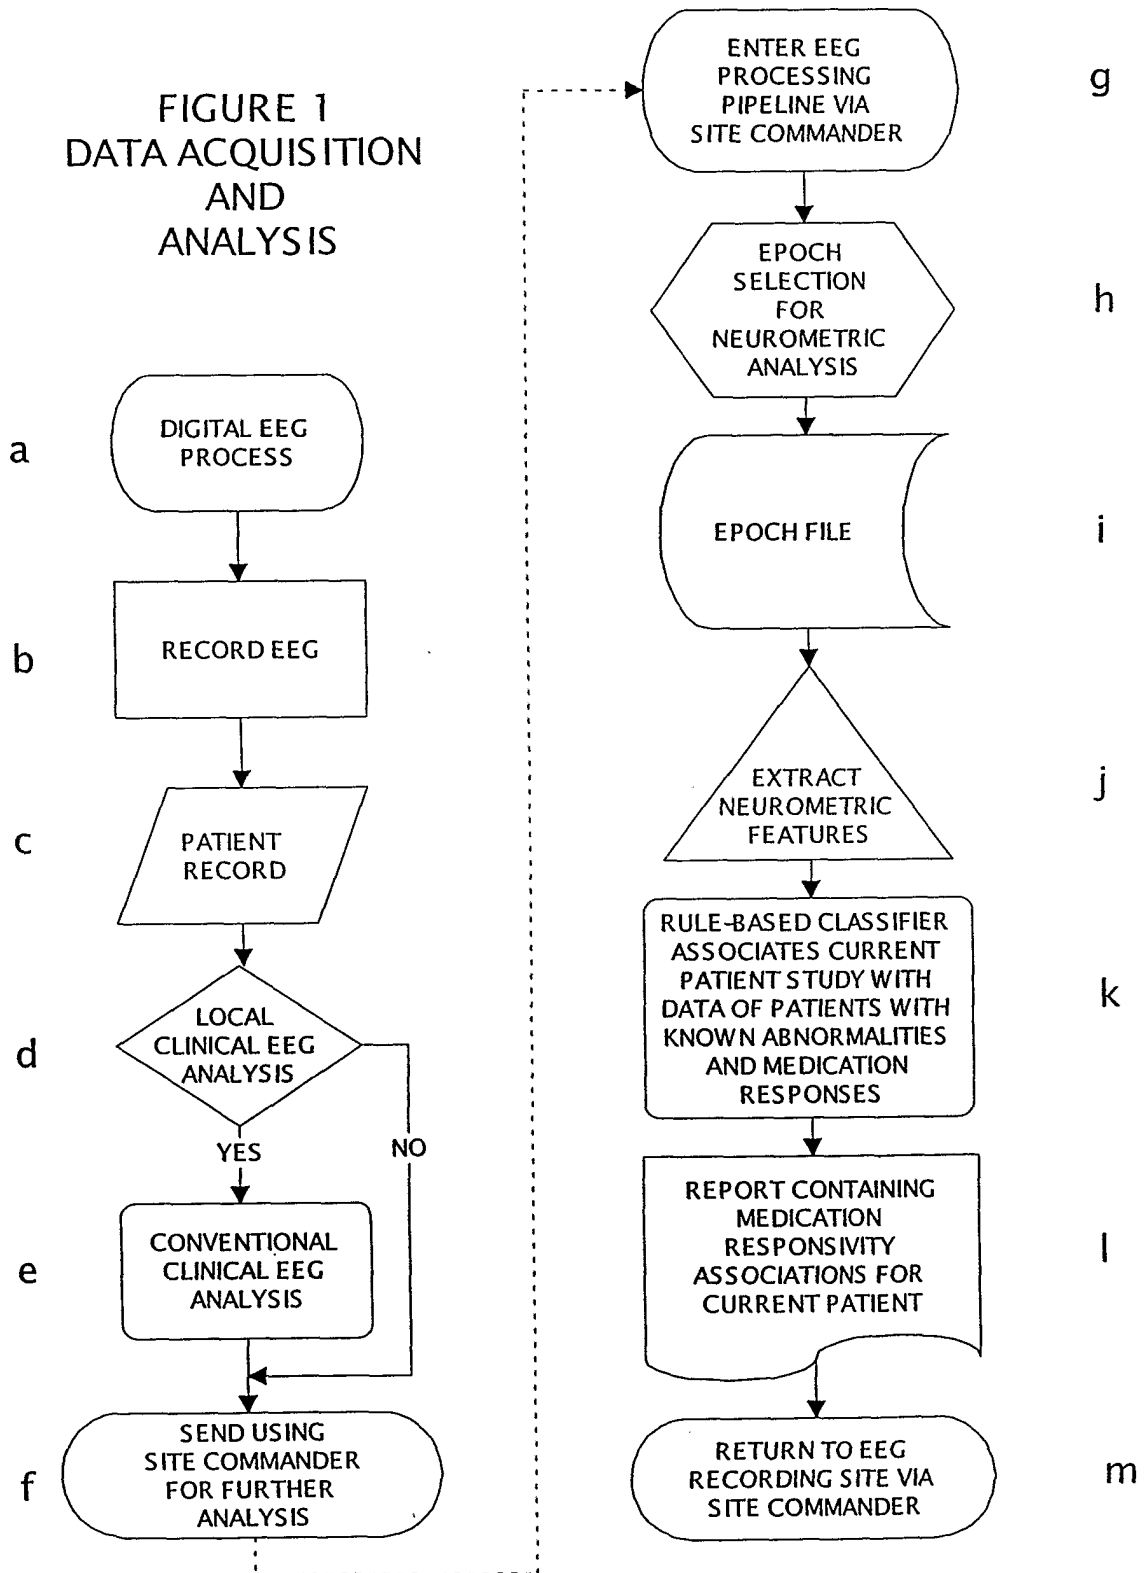 FIGURE 1
DATA ACQUISITION
AND
ANALYSIS
a
DIGITAL EEG
PROCESS
b
RECORD EEG
c
PATIENT
RECORD
d
LOCAL
CLINICAL EEG
ANALYSIS
YES
NO
e
CONVENTIONAL
CLINICAL EEG
ANALYSIS
f
SEND USING
SITE COMMANDER
FOR FURTHER
ANALYSIS
ENTER EEG
PROCESSING
PIPELINE VIA
SITE COMMANDER
g
EPOCH
SELECTION
FOR
NEUROMETRIC
ANALYSIS
h
EPOCH FILE
i
EXTRACT
NEUROMETRIC
FEATURES
j
RULE-BASED CLASSIFIER
ASSOCIATES CURRENT
PATIENT STUDY WITH
DATA OF PATIENTS WITH
KNOWN ABNORMALITIES
AND MEDICATION
RESPONSES
k
REPORT CONTAINING
MEDICATION
RESPONSIVITY
ASSOCIATIONS FOR
CURRENT PATIENT
l
RETURN TO EEG
RECORDING SITE VIA
SITE COMMANDER
m